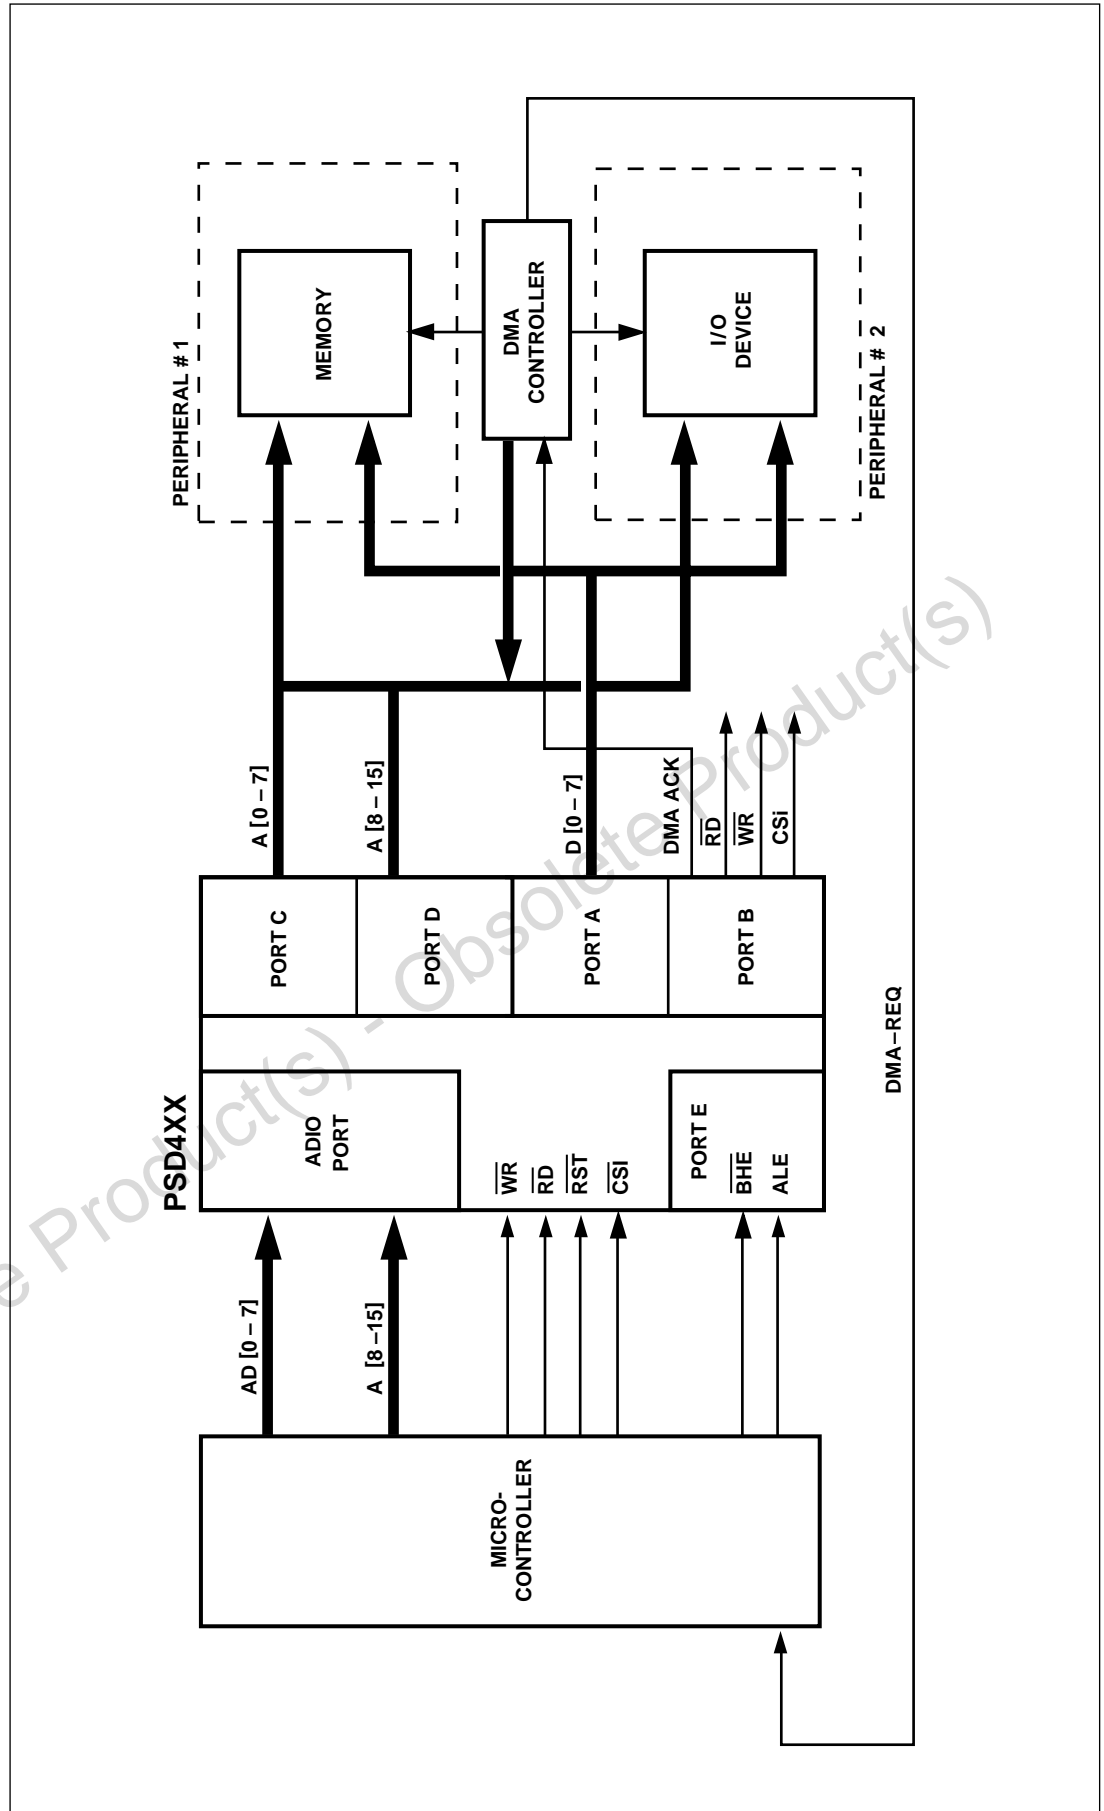 PSD4XX
MICRO-
CONTROLLER
AD [0 – 7]
A [8 –15]
ADIO
PORT
WR
RD
RST
CSI
PORT E
BHE
ALE
PORT C
PORT D
PORT A
PORT B
A [0 – 7]
A [8 – 15]
D [0 – 7]
DMA ACK
RD
WR
CSi
PERIPHERAL # 1
MEMORY
DMA
CONTROLLER
I/O
DEVICE
PERIPHERAL # 2
DMA–REQ
e Product(s) - Obsolete Product(s)